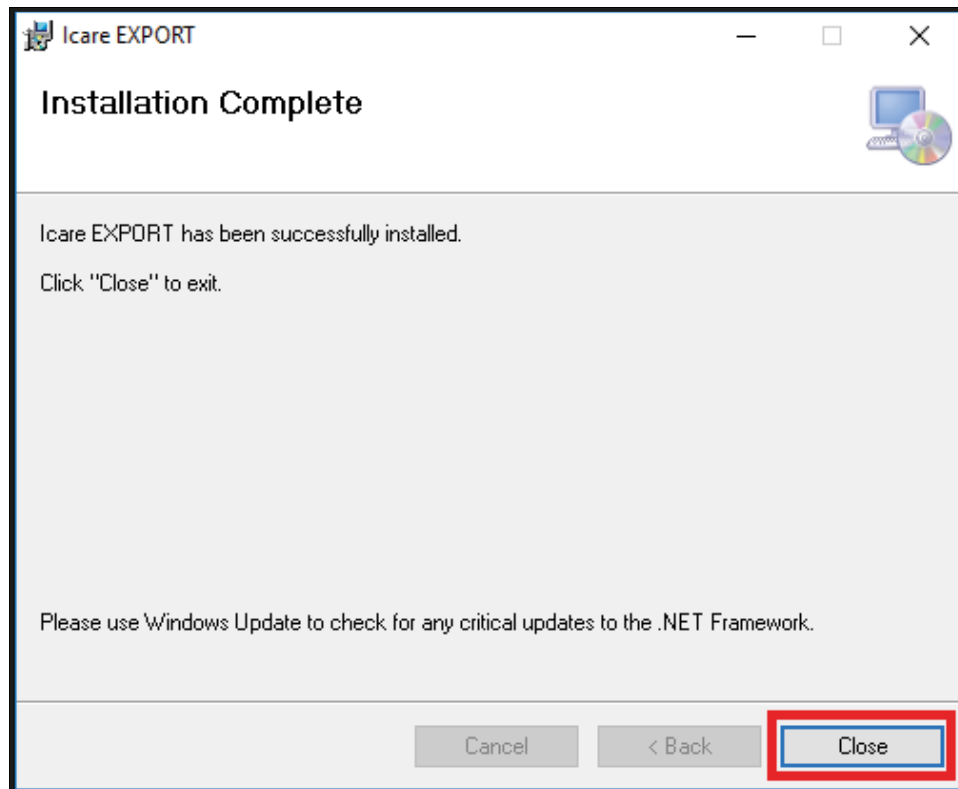 Icare EXPORT
Installation Complete
Icare EXPORT has been successfully installed.
Click "Close" to exit.
Please use Windows Update to check for any critical updates to the .NET Framework.
Cancel
< Back
Close